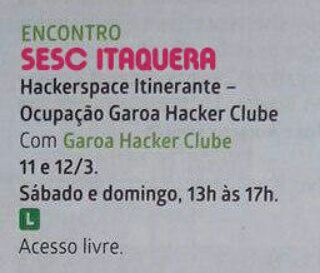 ENCONTRO
SESC ITAQUERA
Hackerspace Itinerante –
Ocupação Garoa Hacker Clube
Com Garoa Hacker Clube
11 e 12/3.
Sábado e domingo, 13h às 17h.
L
Acesso livre.